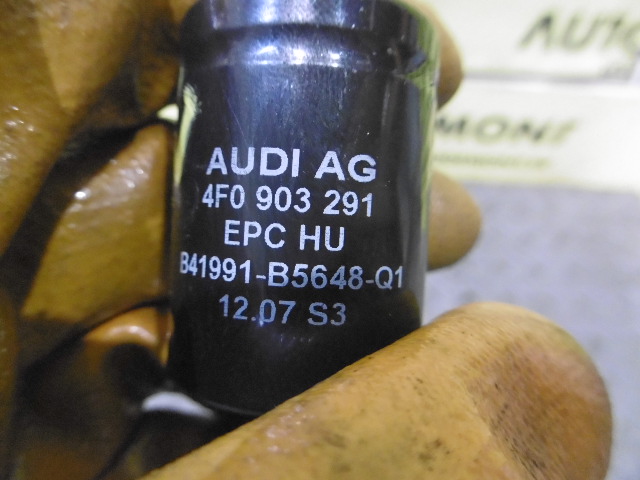 AUDI AG
4F0 903 291
EPC HU
B41991-B5648-Q1
12.07 S3